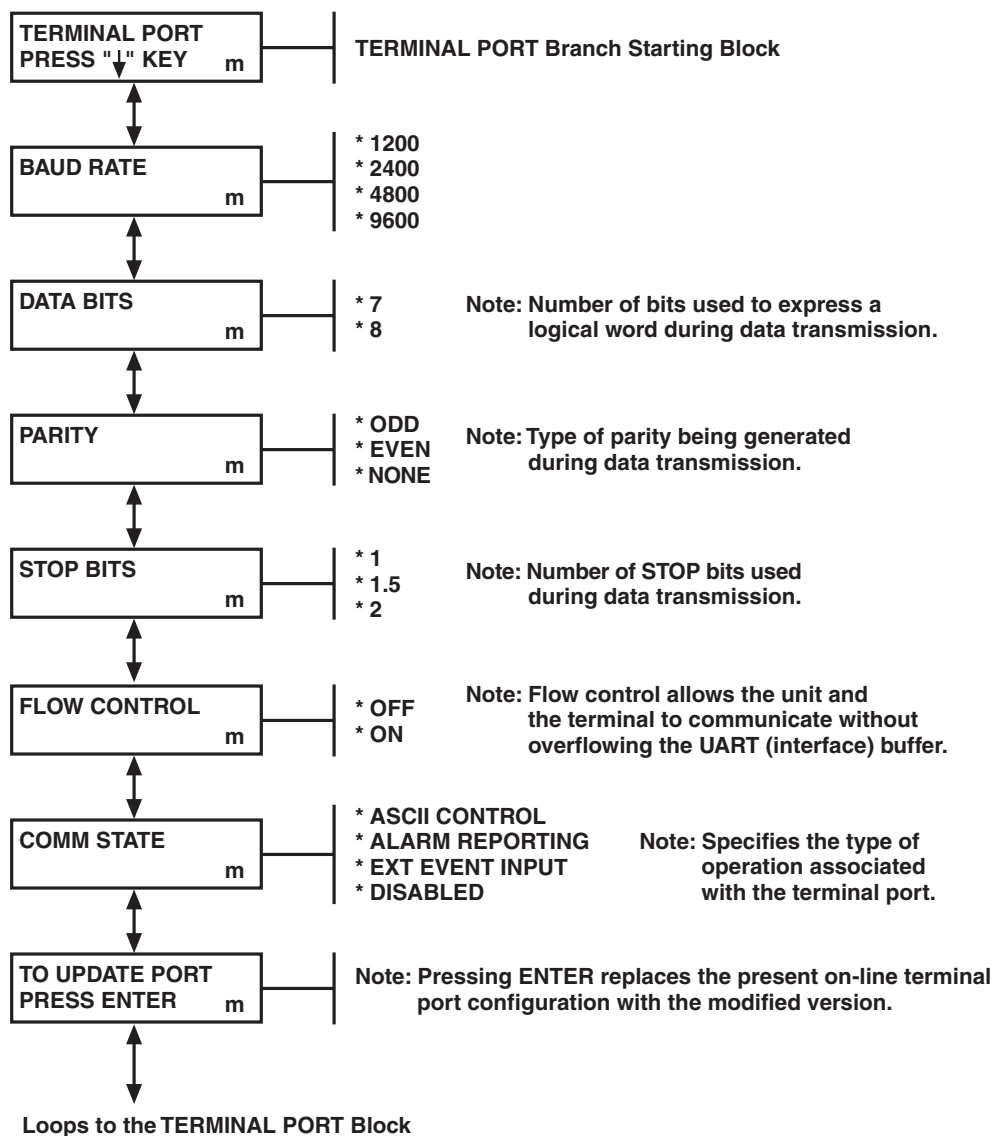 TERMINAL PORT
PRESS "↓" KEY m
TERMINAL PORT Branch Starting Block
BAUD RATE
m
* 1200
* 2400
* 4800
* 9600
DATA BITS
m
* 7
* 8
Note: Number of bits used to express a
logical word during data transmission.
PARITY
m
* ODD
* EVEN
* NONE
Note: Type of parity being generated
during data transmission.
STOP BITS
m
* 1
* 1.5
* 2
Note: Number of STOP bits used
during data transmission.
FLOW CONTROL
m
* OFF
* ON
Note: Flow control allows the unit and
the terminal to communicate without
overflowing the UART (interface) buffer.
COMM STATE
m
* ASCII CONTROL
* ALARM REPORTING
* EXT EVENT INPUT
* DISABLED
Note: Specifies the type of
operation associated
with the terminal port.
TO UPDATE PORT
PRESS ENTER m
Note: Pressing ENTER replaces the present on-line terminal
port configuration with the modified version.
Loops to the TERMINAL PORT Block